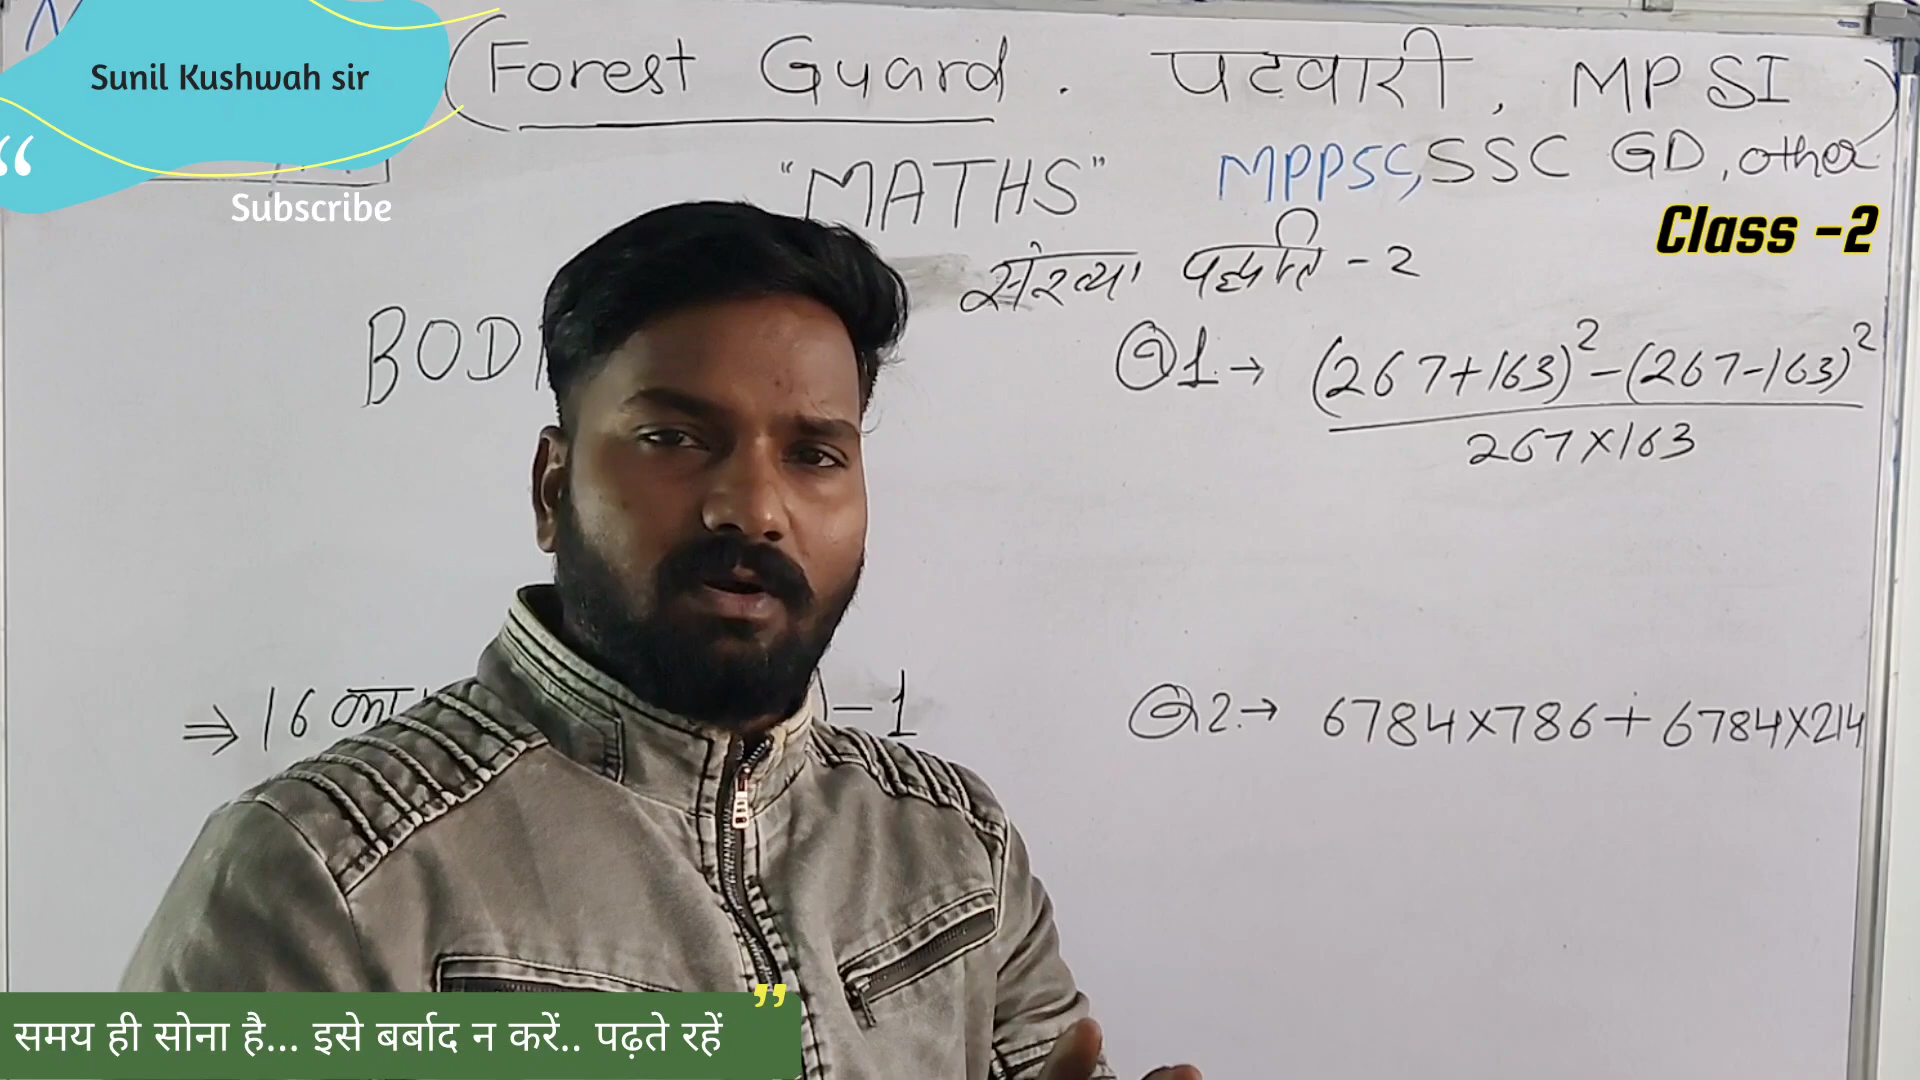 Sunil Kushwah sir
Subscribe
(Forest Guard . पटवारी, MP SI)
"MATHS" MPPSC, SSC GD, other
Class -2
संख्या पद्धति - 2
BOD
Q1.→ (267+163)² - (267-163)²
267×163
⇒ 16 का -1
Q2.→ 6784×786 + 6784×214
समय ही सोना है... इसे बर्बाद न करें.. पढ़ते रहें